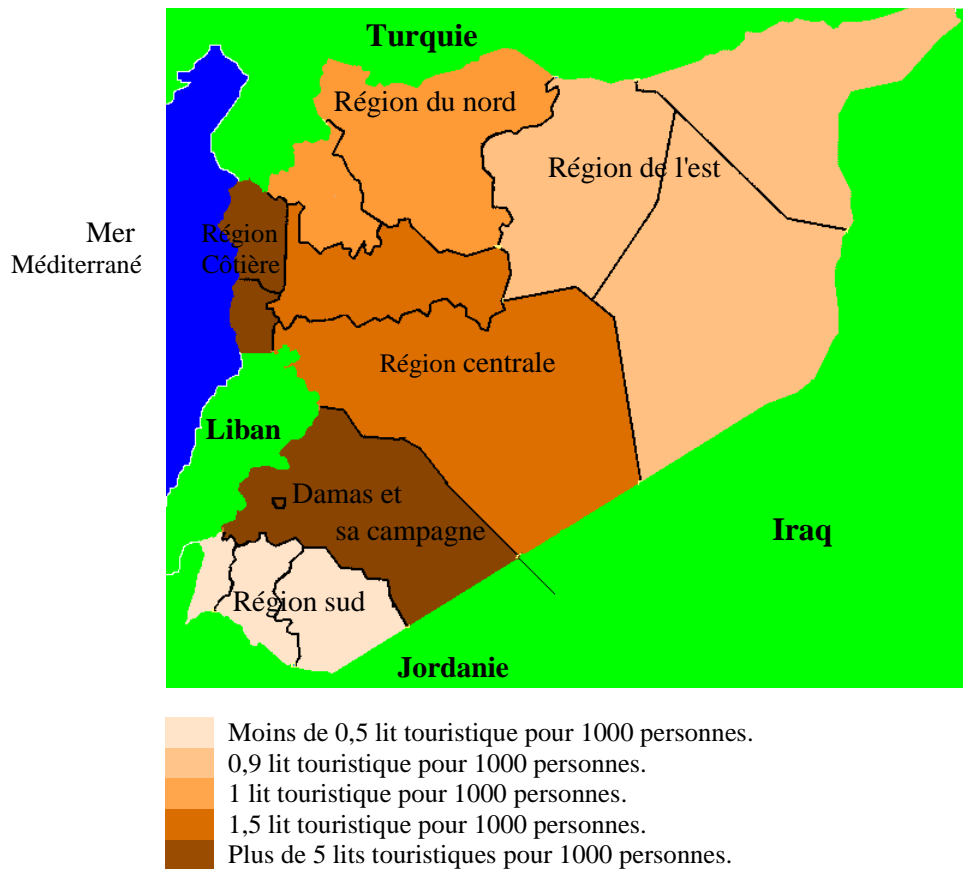 Turquie
Région du nord
Région de l'est
Mer
Méditerrané
Région
Côtière
Région centrale
Liban
Damas et
sa campagne
Iraq
Région sud
Jordanie
Moins de 0,5 lit touristique pour 1000 personnes.
0,9 lit touristique pour 1000 personnes.
1 lit touristique pour 1000 personnes.
1,5 lit touristique pour 1000 personnes.
Plus de 5 lits touristiques pour 1000 personnes.